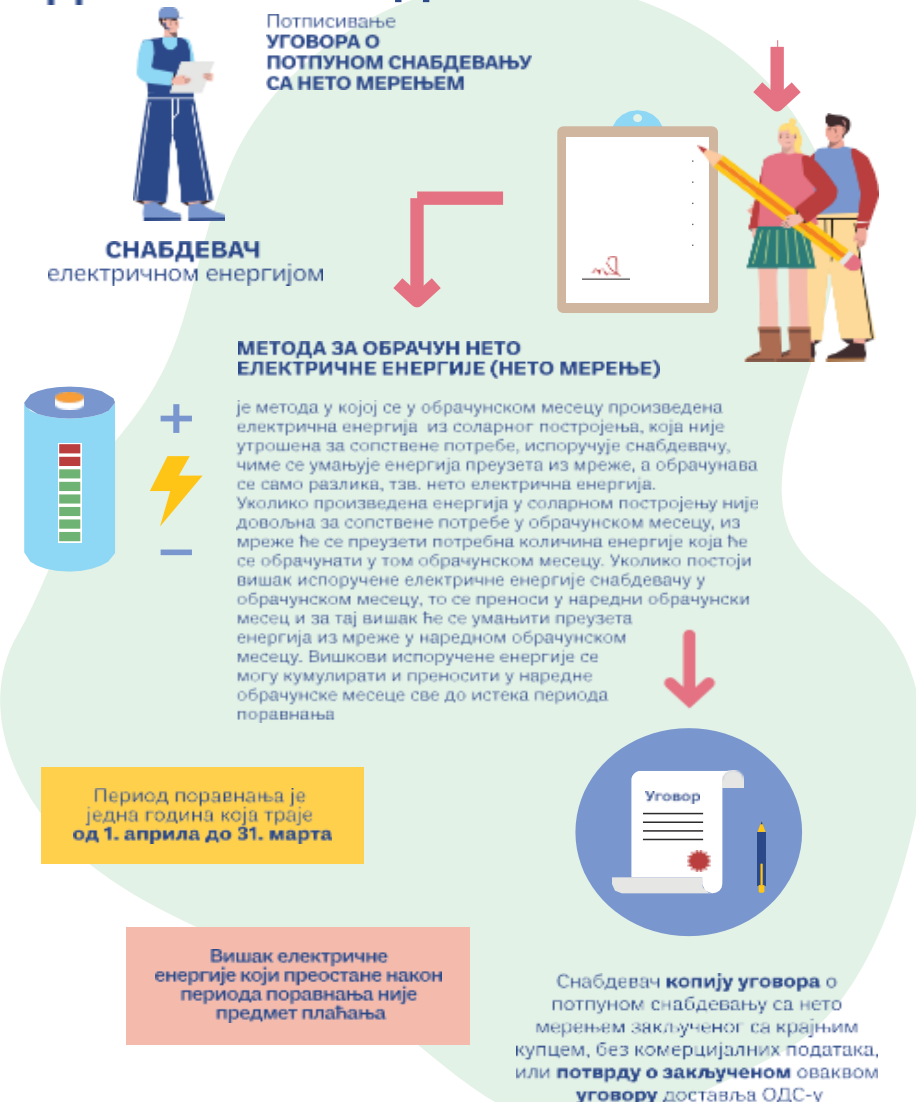 Потписивање
УГОВОРА О
ПОТПУНОМ СНАБДЕВАЊУ
СА НЕТО МЕРЕЊЕМ
СНАБДЕВАЧ
електричном енергијом
МЕТОДА ЗА ОБРАЧУН НЕТО
ЕЛЕКТРИЧНЕ ЕНЕРГИЈЕ (НЕТО МЕРЕЊЕ)
је метода у којој се у обрачунском месецу произведена
електрична енергија из соларног постројења, која није
утрошена за сопствене потребе, испоручује снабдевачу,
чиме се умањује енергија преузета из мреже, а обрачунава
се само разлика, тзв. нето електрична енергија.
Уколико произведена енергија у соларном постројењу није
довољна за сопствене потребе у обрачунском месецу, из
мреже ће се преузети потребна количина енергије која ће
се обрачунати у том обрачунском месецу. Уколико постоји
вишак испоручене електричне енергије снабдевачу у
обрачунском месецу, то се преноси у наредни обрачунски
месец и за тај вишак ће се умањити преузета
енергија из мреже у наредном обрачунском
месецу. Вишкови испоручене енергије се
могу кумулирати и преносити у наредне
обрачунске месеце све до истека периода
поравнања
Период поравнања је
једна година која траје
од 1. априла до 31. марта
Уговор
Вишак електричне
енергије који преостане након
периода поравнања није
предмет плаћања
Снабдевач копију уговора о
потпуном снабдевању са нето
мерењем закљученог са крајњим
купцем, без комерцијалних података,
или потврду о закљученом оваквом
уговору доставља ОДС-у